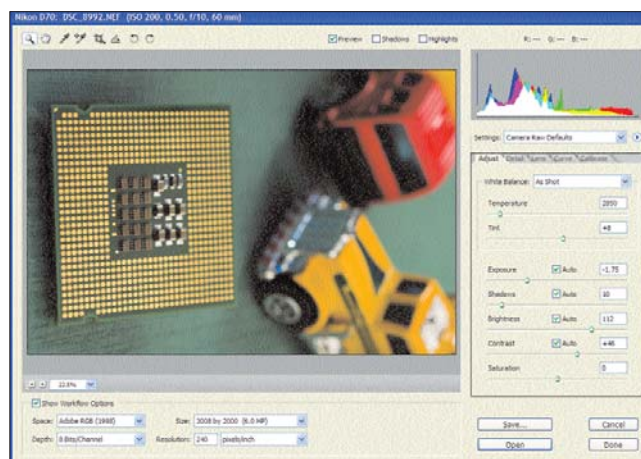 Nikon D70: DSC_8992.NEF (ISO 200, 0.50, f/10, 60 mm)
Preview Shadows Highlights
R: --- G: --- B: ---
Settings: Camera Raw Defaults
Adjust Detail Lens Curve Calibrate
White Balance: As Shot
Temperature 2850
Tint +8
Exposure Auto -1.75
Shadows Auto 10
Brightness Auto 112
Contrast Auto +46
Saturation 0
22.9%
Show Workflow Options
Space: Adobe RGB (1998) Size: 3008 by 2000 (6.0 MP)
Depth: 8 Bits/Channel Resolution: 240 pixels/inch
Save... Cancel
Open Done